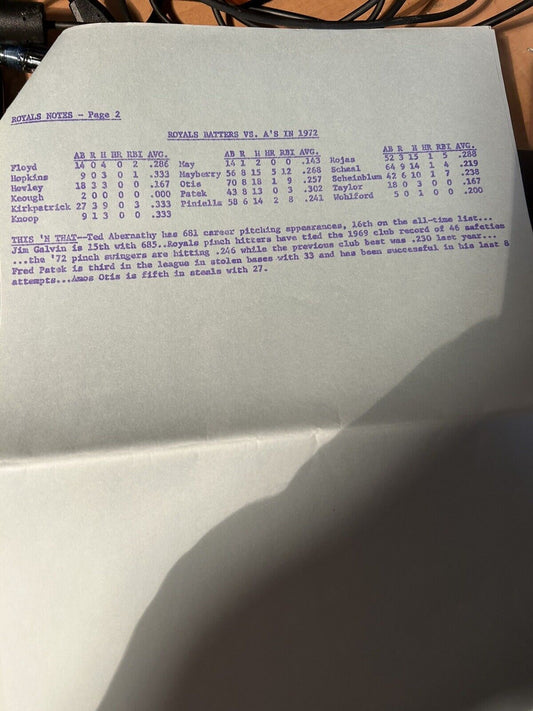 ROYALS NOTES - Page 2
ROYALS BATTERS VS. A'S IN 1972
AB R H HR RBI AVG. AB R H HR RBI AVG. AB R H HR RBI AVG.
Floyd 14 0 4 0 2 .286 May 14 1 2 0 0 .143 Rojas 52 3 15 1 5 .288
Hopkins 9 0 3 0 1 .333 Mayberry 56 8 15 5 12 .268 Schaal 64 9 14 1 4 .219
Hovley 18 3 3 0 0 .167 Otis 70 8 18 1 9 .257 Scheinblum 42 6 10 1 7 .238
Keough 2 0 0 0 0 .000 Patek 43 8 13 0 3 .302 Taylor 18 0 3 0 0 .167
Kirkpatrick 27 3 9 0 3 .333 Piniella 58 6 14 2 8 .241 Wohlford 5 0 1 0 0 .200
Knoop 9 1 3 0 0 .333
THIS 'N THAT--Ted Abernathy has 681 career pitching appearances, 16th on the all-time list...
Jim Galvin is 15th with 685..Royals pinch hitters have tied the 1969 club record of 46 safeties
...the '72 pinch swingers are hitting .246 while the previous club best was .230 last year...
Fred Patek is third in the league in stolen bases with 33 and has been successful in his last 8
attempts...Amos Otis is fifth in steals with 27.